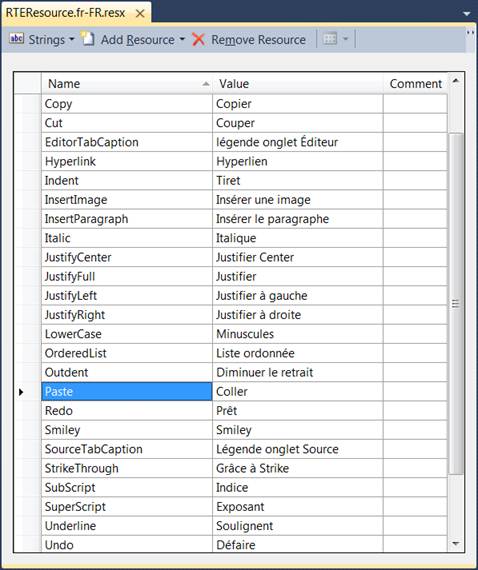 RTEResource.fr-FR.resx
abc Strings Add Resource Remove Resource
Name Value Comment
Copy Copier
Cut Couper
EditorTabCaption légende onglet Éditeur
Hyperlink Hyperlien
Indent Tiret
InsertImage Insérer une image
InsertParagraph Insérer le paragraphe
Italic Italique
JustifyCenter Justifier Center
JustifyFull Justifier
JustifyLeft Justifier à gauche
JustifyRight Justifier à droite
LowerCase Minuscules
OrderedList Liste ordonnée
Outdent Diminuer le retrait
Paste Coller
Redo Prêt
Smiley Smiley
SourceTabCaption Légende onglet Source
StrikeThrough Grâce à Strike
SubScript Indice
SuperScript Exposant
Underline Soulignent
Undo Défaire